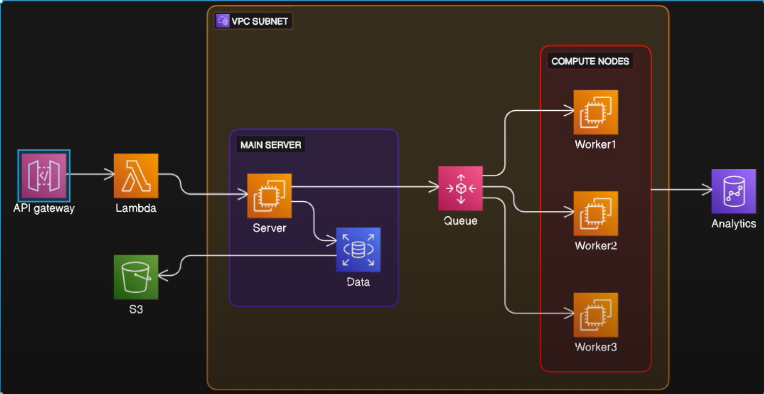 VPC SUBNET
COMPUTE NODES
Worker1
MAIN SERVER
API gateway
Lambda
Server
Queue
Worker2
Analytics
Data
S3
Worker3